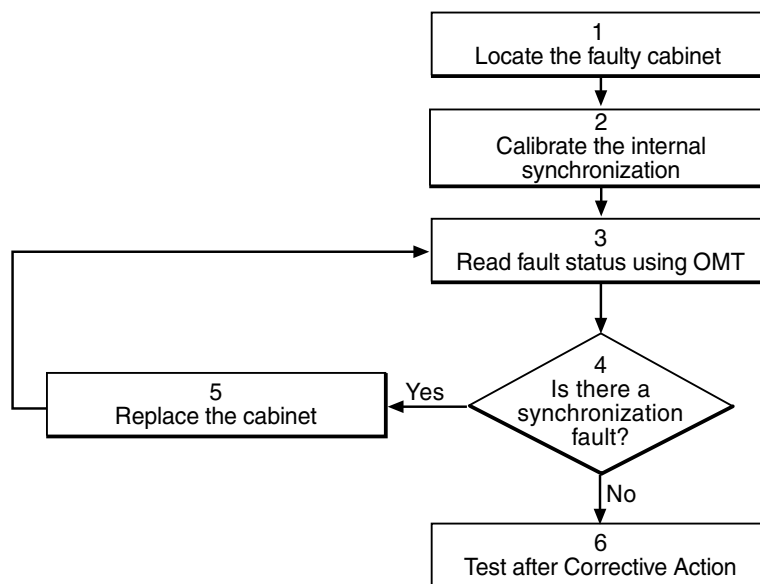 1
Locate the faulty cabinet
2
Calibrate the internal
synchronization
3
Read fault status using OMT
4
Is there a
synchronization
fault?
Yes
5
Replace the cabinet
No
6
Test after Corrective Action